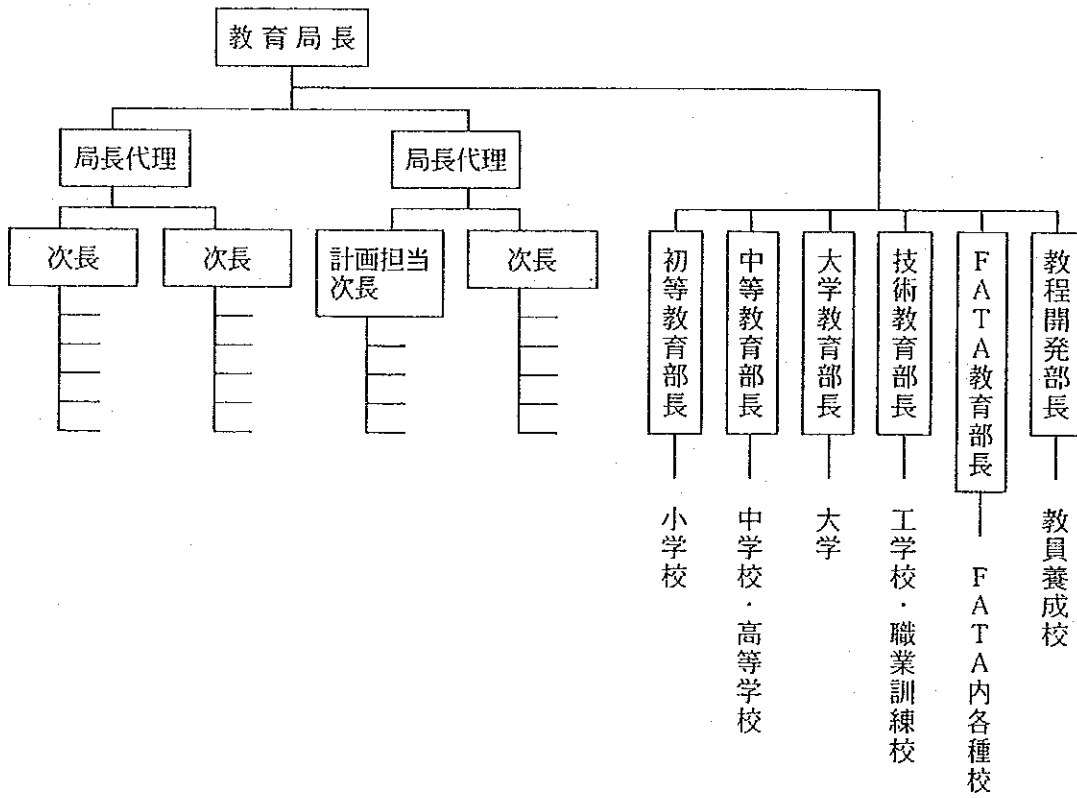 教育局長
局長代理
局長代理
次長
次長
計画担当
次長
次長
初等教育部長
中等教育部長
大学教育部長
技術教育部長
FATA教育部長
教程開発部長
小学校
中学校・高等学校
大学
工学校・職業訓練校
FATA内各種校
教員養成校